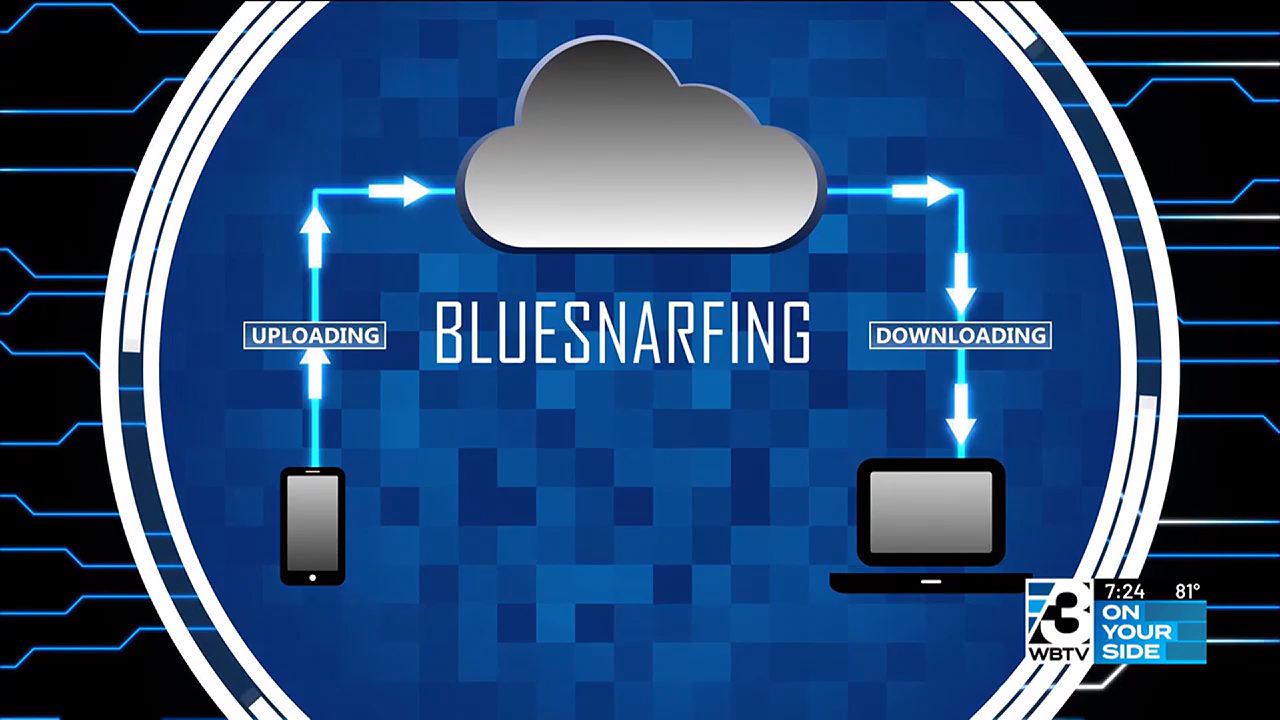 BLUESNARFING
UPLOADING
DOWNLOADING
7:24 81°
3
WBTV
ON
YOUR
SIDE